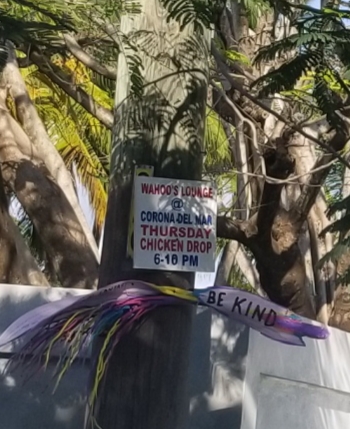 WAHOO'S LOUNGE
@
CORONA DEL MAR
THURSDAY
CHICKEN DROP
6-10 PM
BE KIND